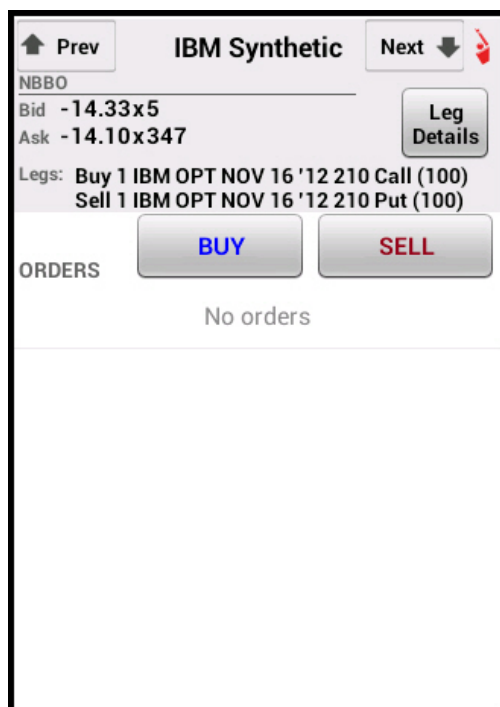 Prev IBM Synthetic Next
NBBO
Bid -14.33x5
Ask -14.10x347
Leg
Details
Legs: Buy 1 IBM OPT NOV 16 '12 210 Call (100)
Sell 1 IBM OPT NOV 16 '12 210 Put (100)
BUY SELL
ORDERS
No orders